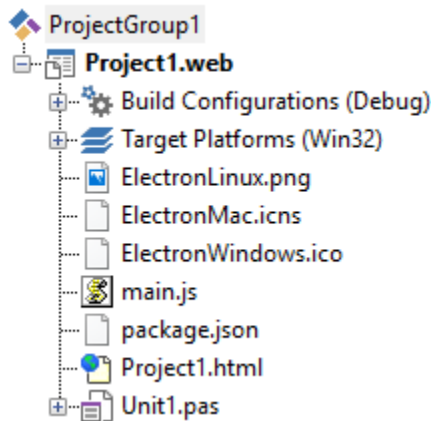 ProjectGroup1
Project1.web
Build Configurations (Debug)
Target Platforms (Win32)
ElectronLinux.png
ElectronMac.icns
ElectronWindows.ico
main.js
package.json
Project1.html
Unit1.pas